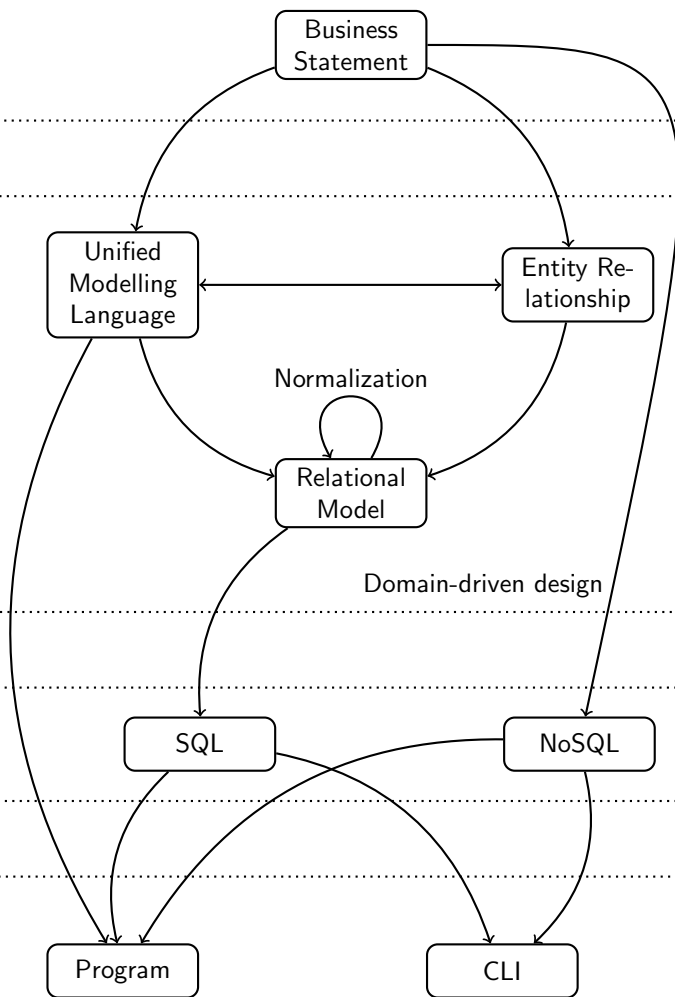 Business
Statement
Unified
Modelling
Language
Entity Re-
lationship
Normalization
Relational
Model
Domain-driven design
SQL
NoSQL
Program
CLI